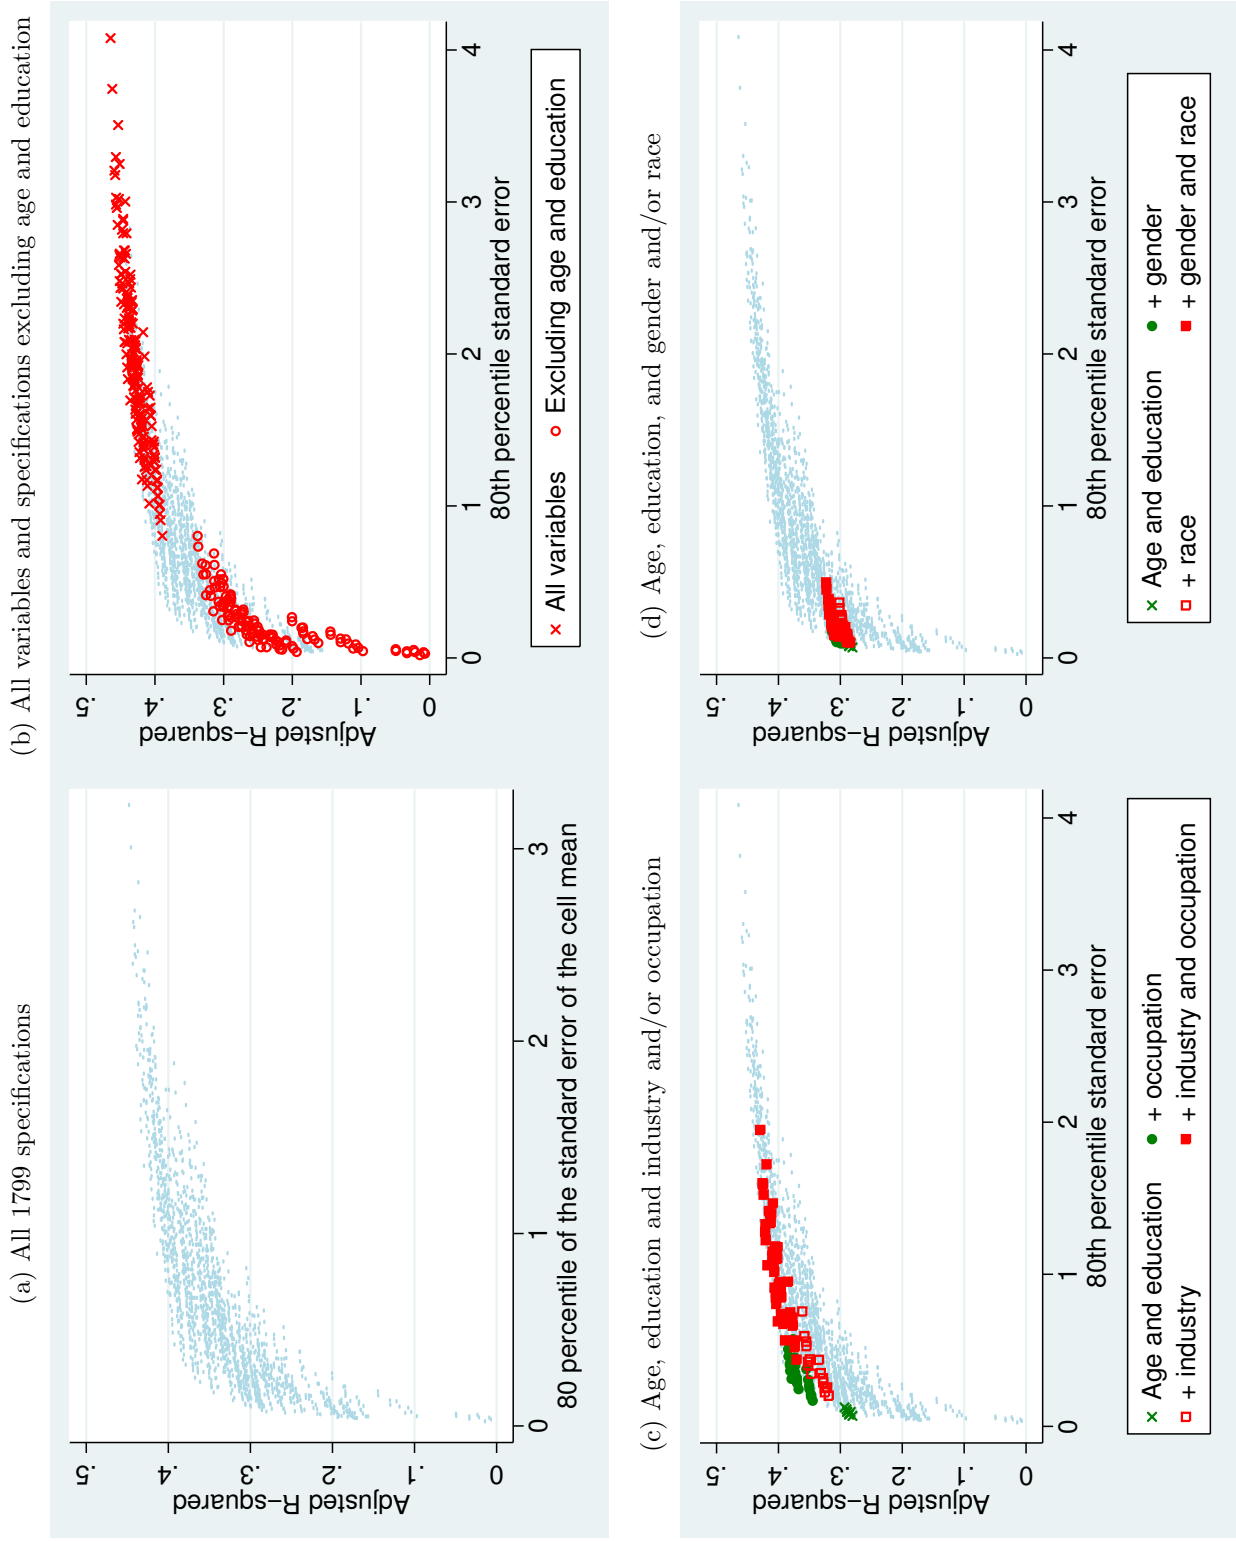 (a) All 1799 specifications
Adjusted R−squared
0
.1
.2
.3
.4
.5
0
1
2
3
80 percentile of the standard error of the cell mean
(b) All variables and specifications excluding age and education
Adjusted R−squared
0
.1
.2
.3
.4
.5
0
1
2
3
4
80th percentile standard error
All variables
Excluding age and education
(c) Age, education and industry and/or occupation
Adjusted R−squared
0
.1
.2
.3
.4
.5
0
1
2
3
4
80th percentile standard error
Age and education
+ occupation
+ industry
+ industry and occupation
(d) Age, education, and gender and/or race
Adjusted R−squared
0
.1
.2
.3
.4
.5
0
1
2
3
4
80th percentile standard error
Age and education
+ gender
+ race
+ gender and race